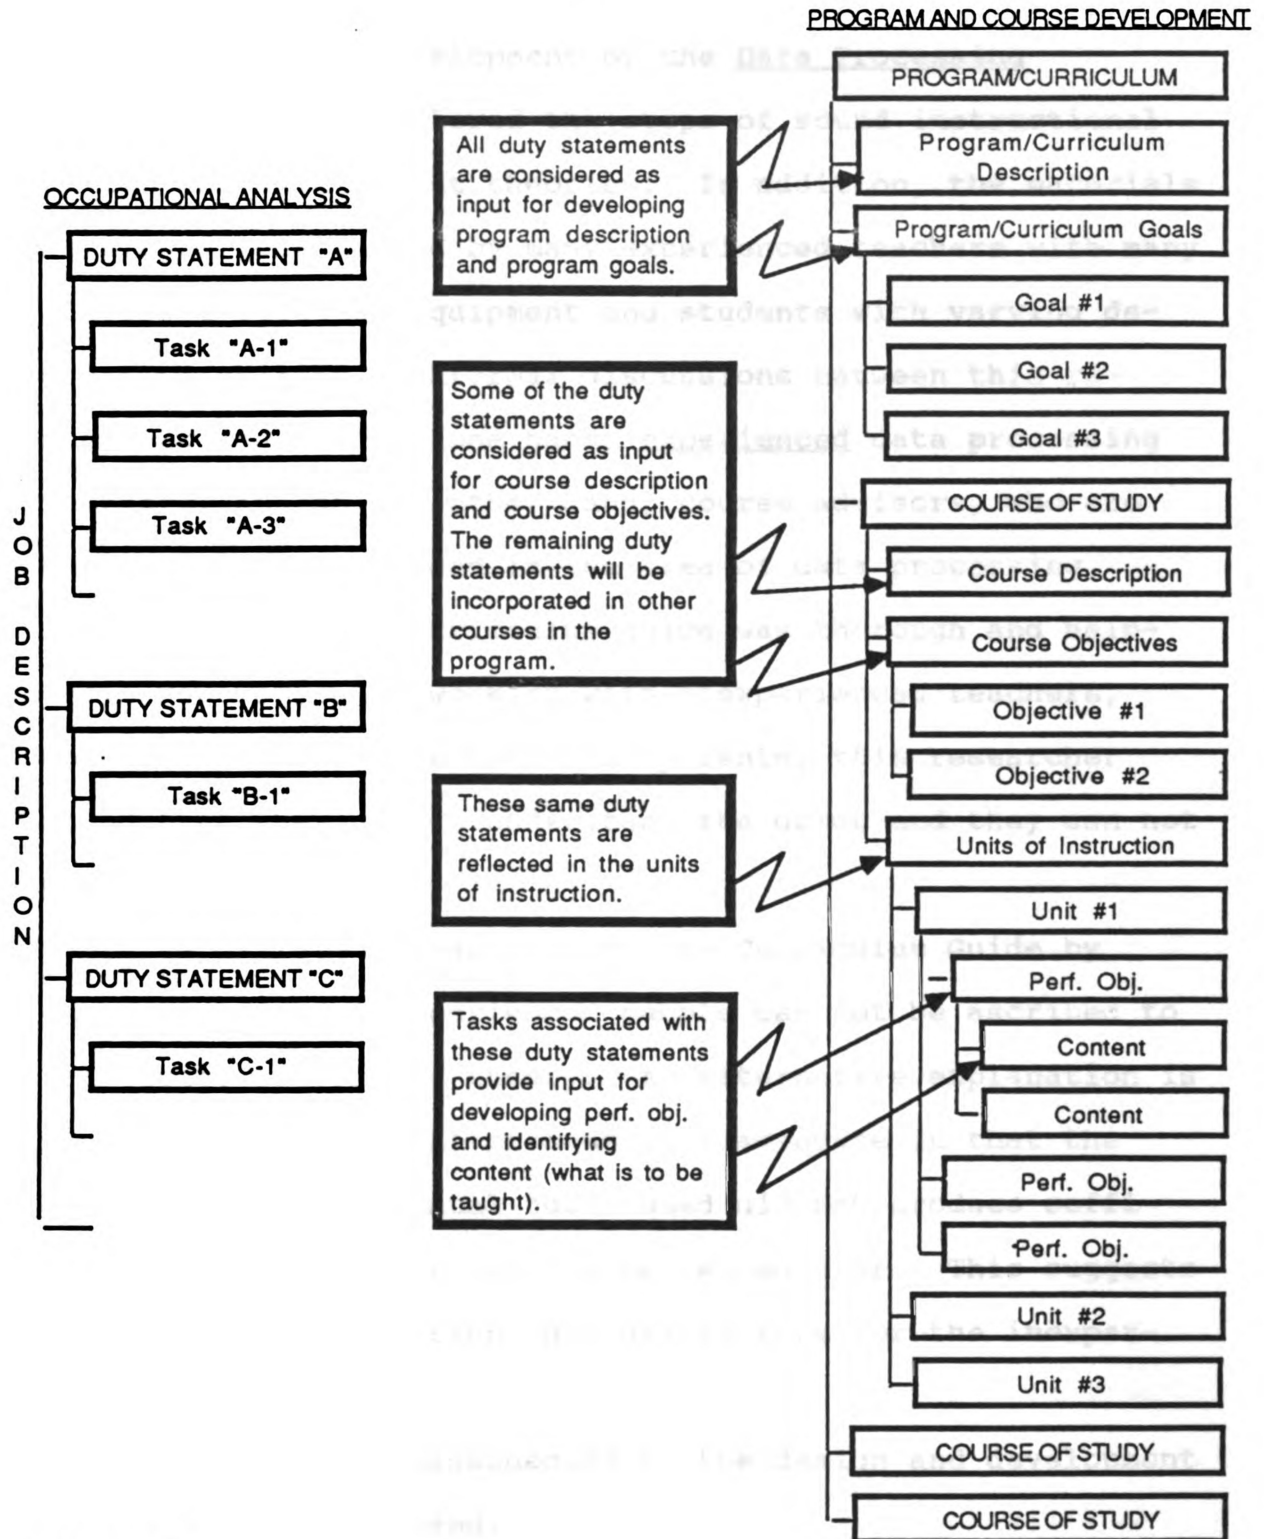 PROGRAM AND COURSE DEVELOPMENT
OCCUPATIONAL ANALYSIS
JOB DESCRIPTION
DUTY STATEMENT "A"
Task "A-1"
Task "A-2"
Task "A-3"
DUTY STATEMENT "B"
Task "B-1"
DUTY STATEMENT "C"
Task "C-1"
All duty statements
are considered as
input for developing
program description
and program goals.
Some of the duty
statements are
considered as input
for course description
and course objectives.
The remaining duty
statements will be
incorporated in other
courses in the
program.
These same duty
statements are
reflected in the units
of instruction.
Tasks associated with
these duty statements
provide input for
developing perf. obj.
and identifying
content (what is to be
taught).
PROGRAM/CURRICULUM
Program/Curriculum
Description
Program/Curriculum Goals
Goal #1
Goal #2
Goal #3
COURSE OF STUDY
Course Description
Course Objectives
Objective #1
Objective #2
Units of Instruction
Unit #1
Perf. Obj.
Content
Content
Perf. Obj.
Perf. Obj.
Unit #2
Unit #3
COURSE OF STUDY
COURSE OF STUDY